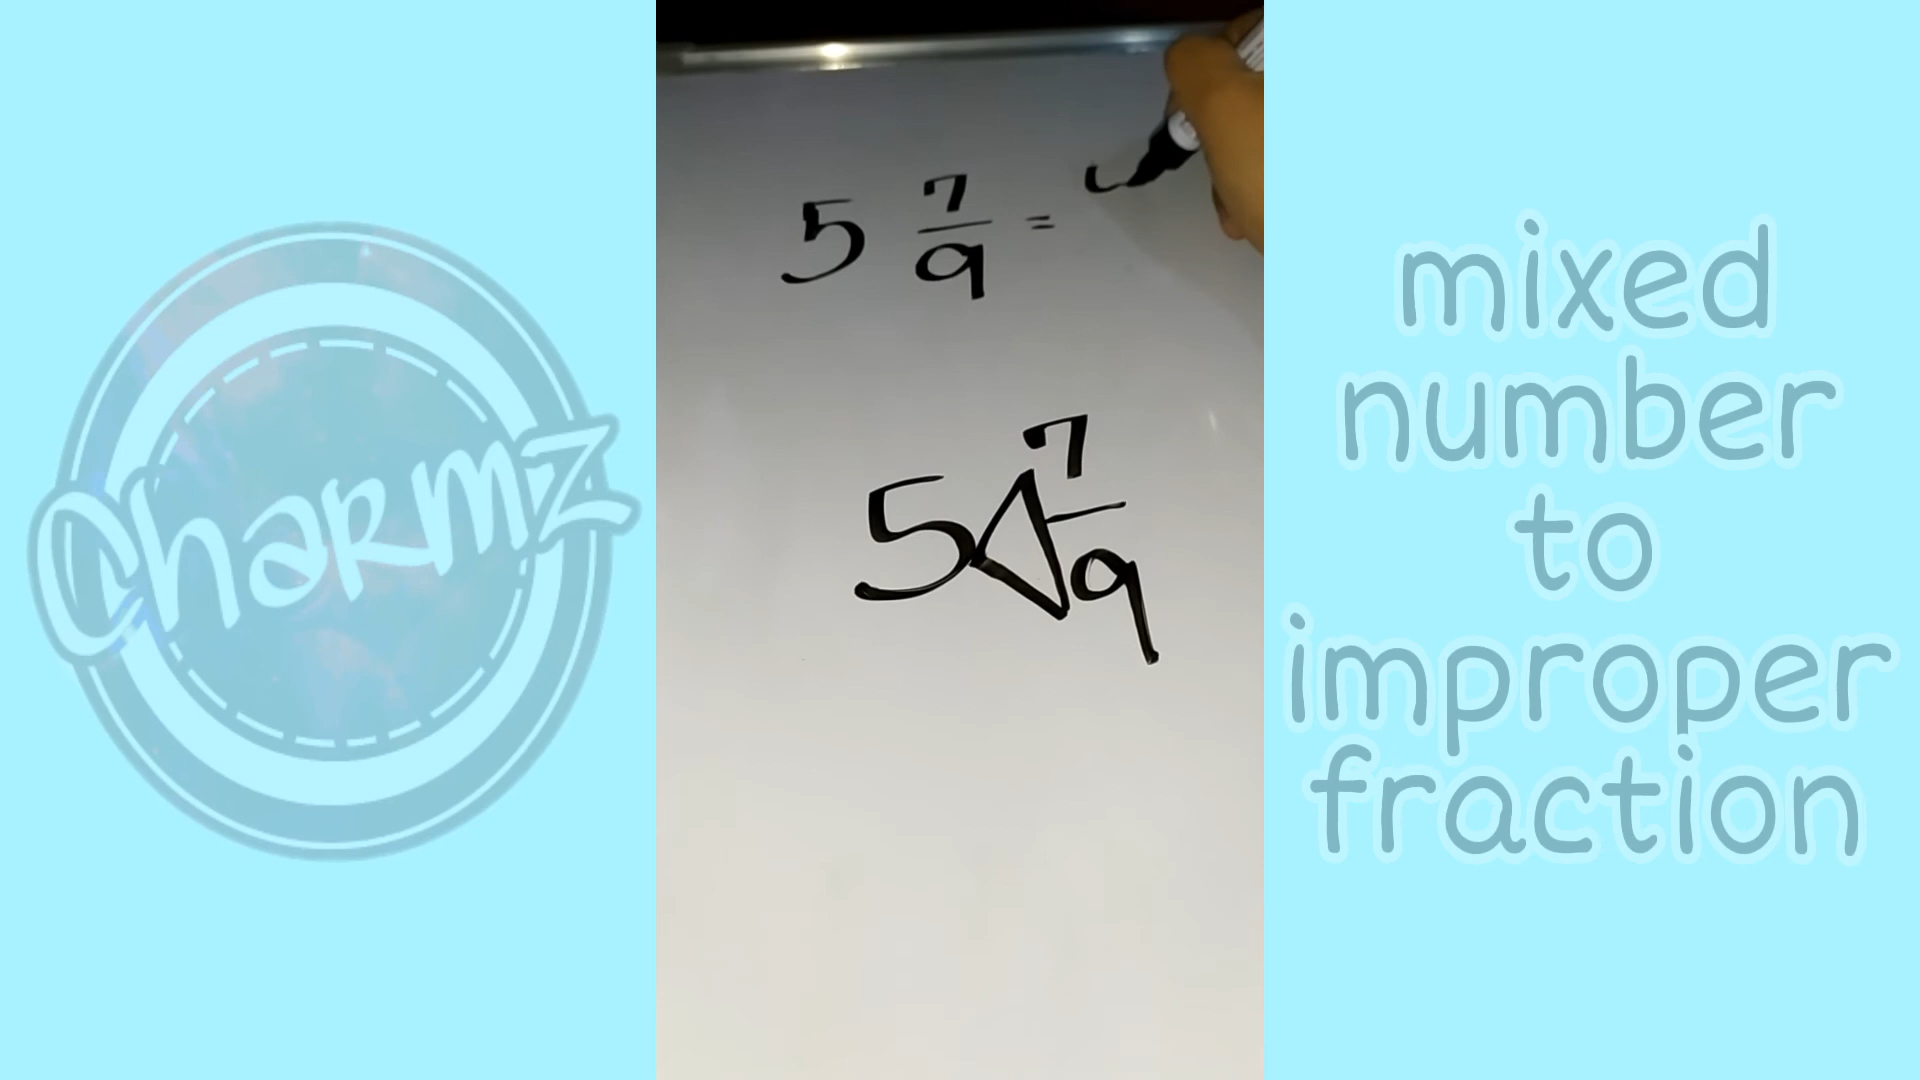 Charmz
5 7/9 =
5 7/9
mixed
number
to
improper
fraction